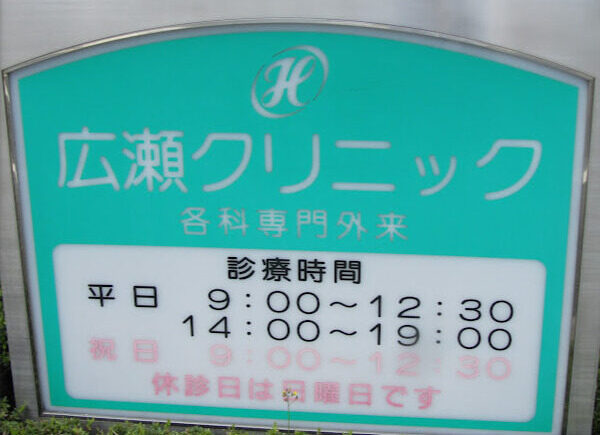 H
広瀬クリニック
各科専門外来
診療時間
平日 9:00〜12:30
14:00〜19:00
祝日 9:00〜12:30
休診日は日曜日です